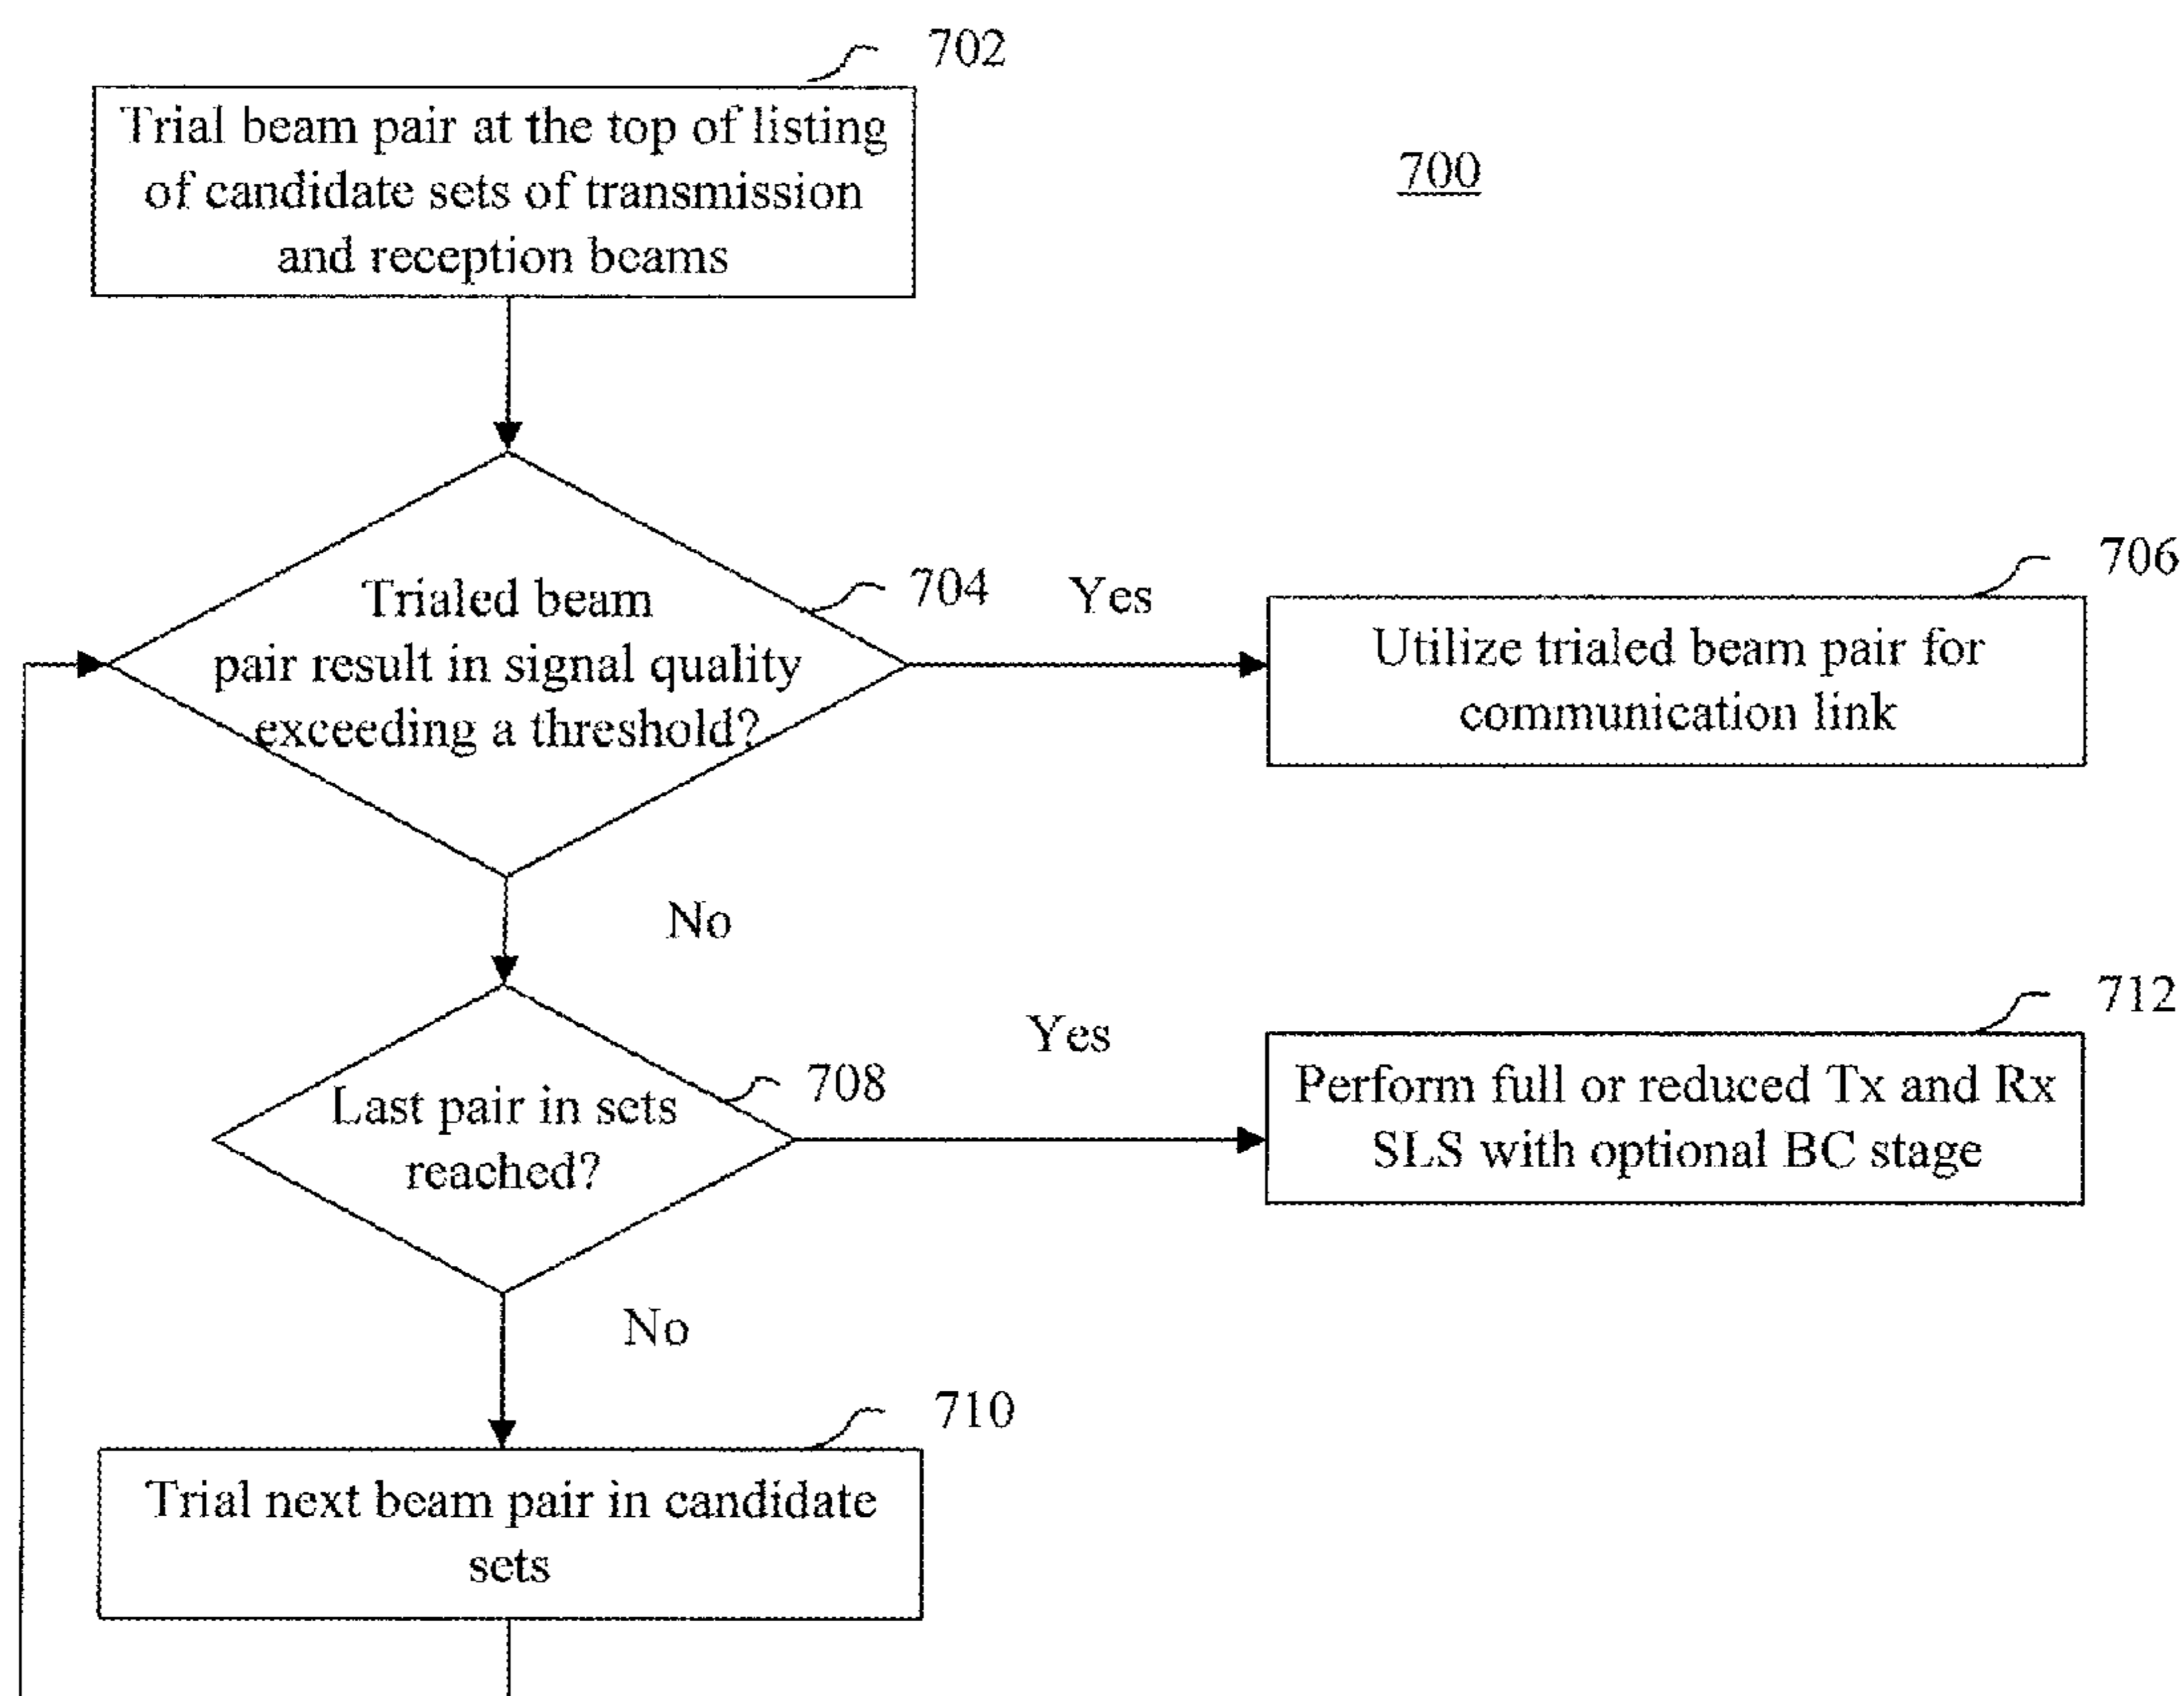 702
Trial beam pair at the top of listing
of candidate sets of transmission
and reception beams
700
704
Trialed beam
pair result in signal quality
exceeding a threshold?
Yes
706
Utilize trialed beam pair for
communication link
No
708
Last pair in sets
reached?
Yes
712
Perform full or reduced Tx and Rx
SLS with optional BC stage
No
710
Trial next beam pair in candidate
sets